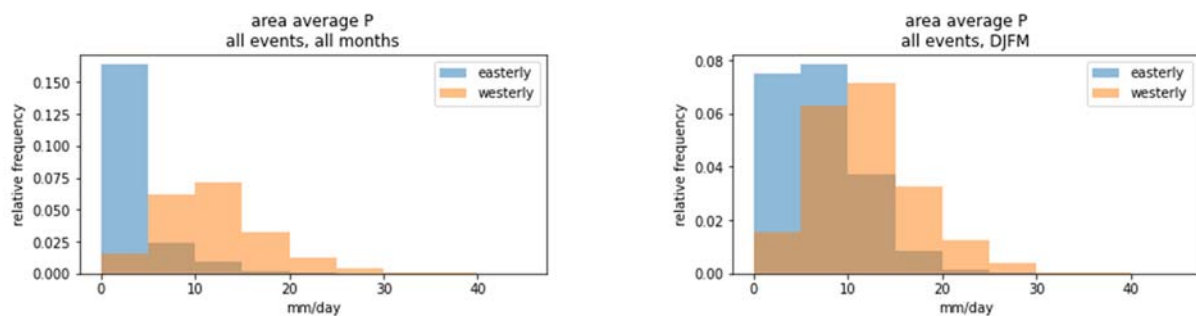 area average P
all events, all months
relative frequency
0.150
0.125
0.100
0.075
0.050
0.025
0.000
easterly
westerly
0 10 20 30 40
mm/day
area average P
all events, DJFM
relative frequency
0.08
0.06
0.04
0.02
0.00
easterly
westerly
0 10 20 30 40
mm/day